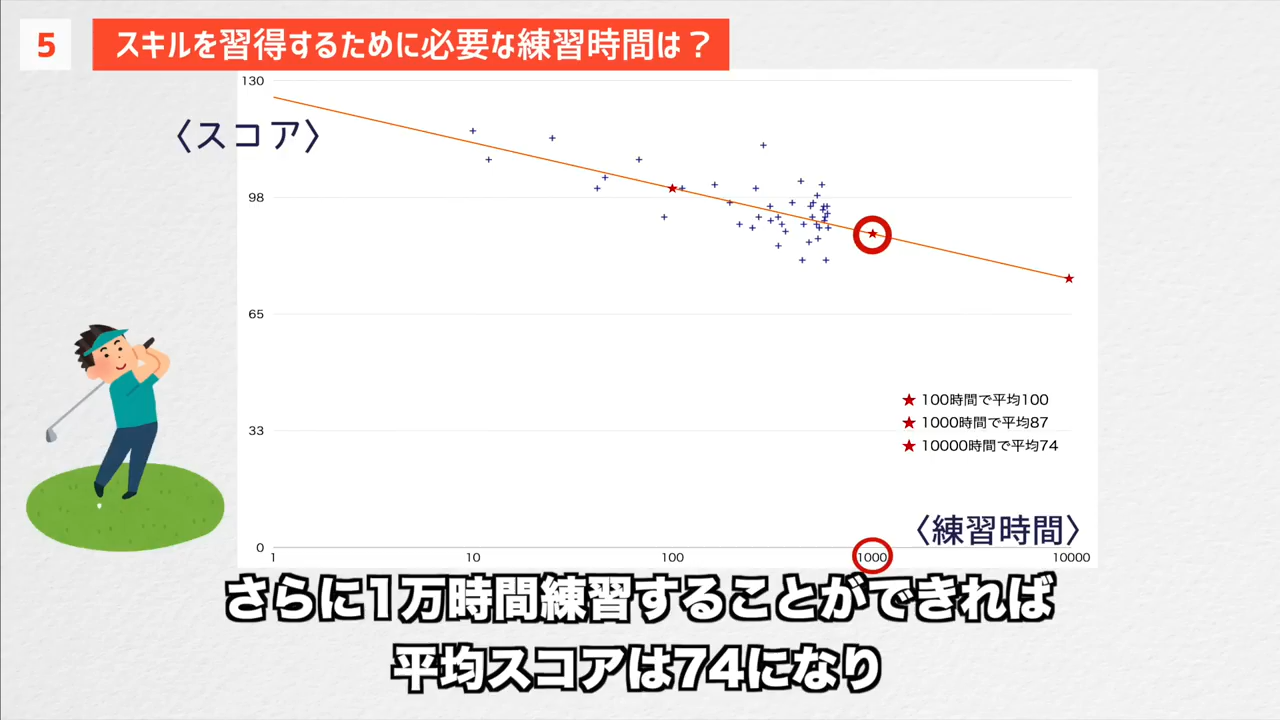 5
スキルを習得するために必要な練習時間は？
130
〈スコア〉
98
65
★ 100時間で平均100
★ 1000時間で平均87
33
★ 10000時間で平均74
〈練習時間〉
0
1 10 100 1000 10000
さらに1万時間練習することができれば
平均スコアは74になり